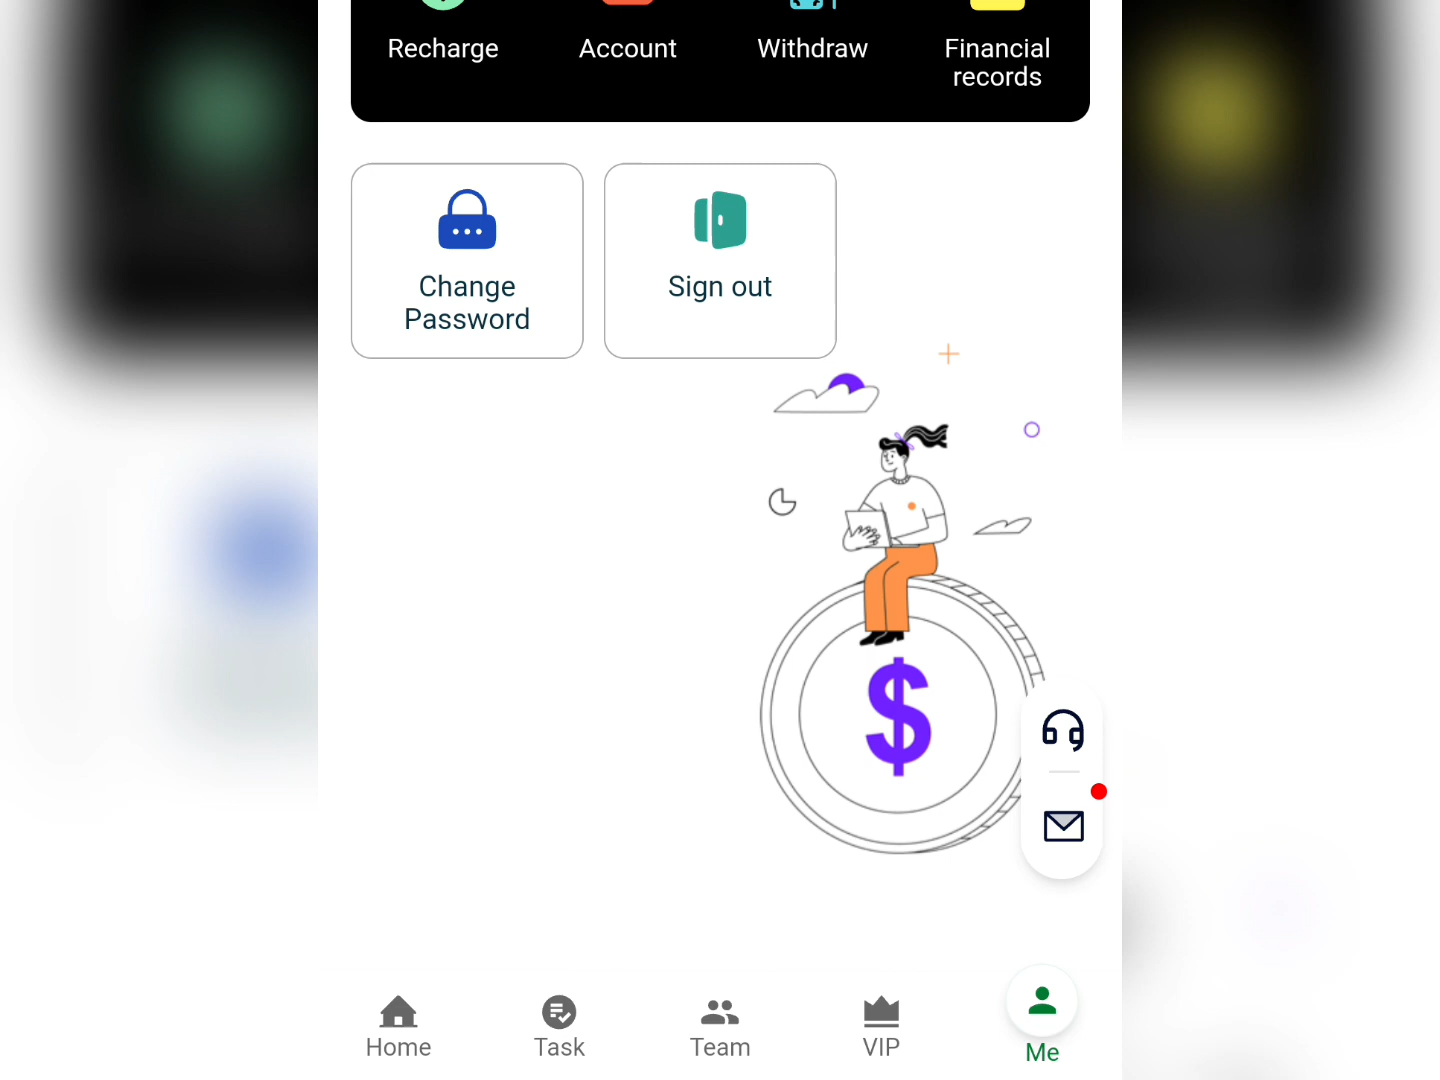 Recharge
Account
Withdraw
Financial
records
Change
Password
Sign out
$
Home
Task
Team
VIP
Me